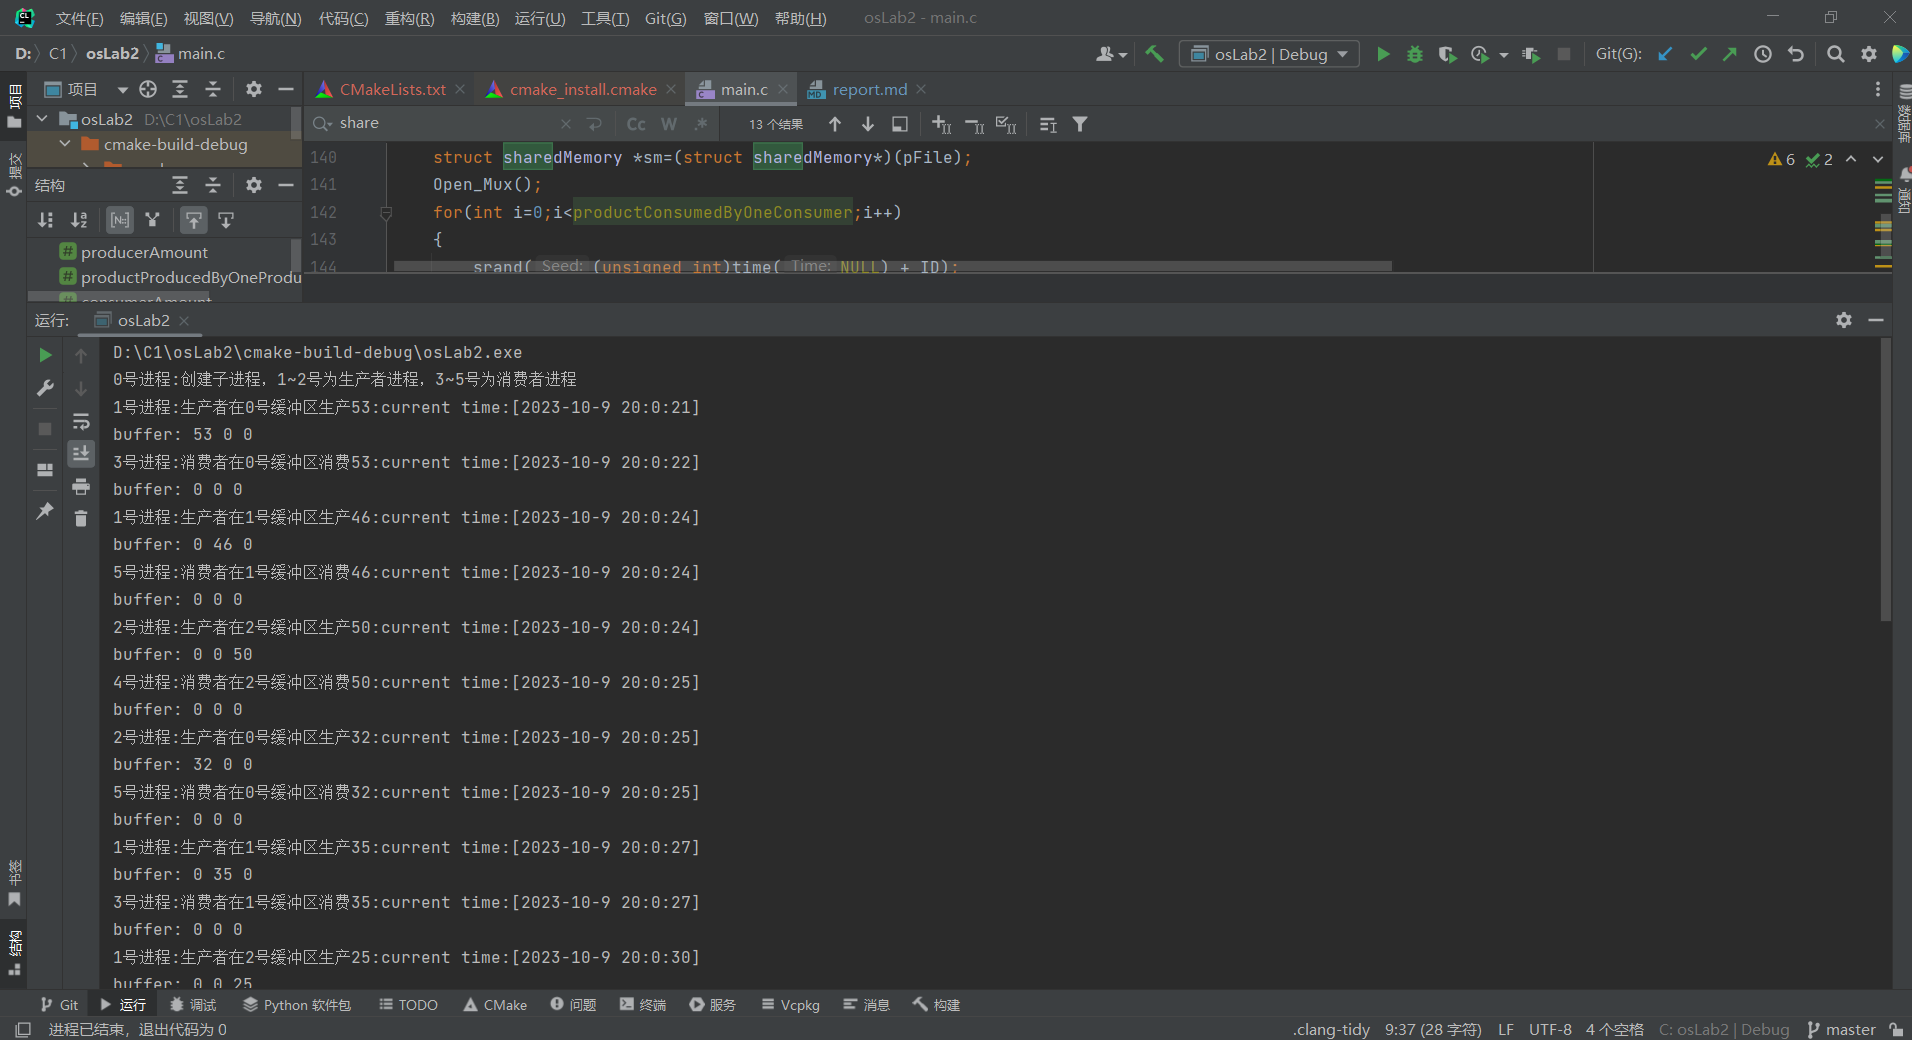 文件(F) 编辑(E) 视图(V) 导航(N) 代码(C) 重构(R) 构建(B) 运行(U) 工具(T) Git(G) 窗口(W) 帮助(H) osLab2 - main.c
D: C1 osLab2 main.c osLab2 | Debug Git(G):
项目 CMakeLists.txt cmake_install.cmake main.c report.md
osLab2 D:\C1\osLab2
share Cc W .* 13 个结果
cmake-build-debug
140 struct sharedMemory *sm=(struct sharedMemory*)(pFile);
6 2
结构
141 Open_Mux();
142 for(int i=0;i<productConsumedByOneConsumer;i++)
143 {
144 srand( Seed: (unsigned int)time( Time: NULL) + ID);
producerAmount
productProducedByOneProdu
consumerAmount
运行: osLab2
D:\C1\osLab2\cmake-build-debug\osLab2.exe
0号进程:创建子进程，1~2号为生产者进程，3~5号为消费者进程
1号进程:生产者在0号缓冲区生产53:current time:[2023-10-9 20:0:21]
buffer: 53 0 0
3号进程:消费者在0号缓冲区消费53:current time:[2023-10-9 20:0:22]
buffer: 0 0 0
1号进程:生产者在1号缓冲区生产46:current time:[2023-10-9 20:0:24]
buffer: 0 46 0
5号进程:消费者在1号缓冲区消费46:current time:[2023-10-9 20:0:24]
buffer: 0 0 0
2号进程:生产者在2号缓冲区生产50:current time:[2023-10-9 20:0:24]
buffer: 0 0 50
4号进程:消费者在2号缓冲区消费50:current time:[2023-10-9 20:0:25]
buffer: 0 0 0
2号进程:生产者在0号缓冲区生产32:current time:[2023-10-9 20:0:25]
buffer: 32 0 0
5号进程:消费者在0号缓冲区消费32:current time:[2023-10-9 20:0:25]
buffer: 0 0 0
1号进程:生产者在1号缓冲区生产35:current time:[2023-10-9 20:0:27]
buffer: 0 35 0
3号进程:消费者在1号缓冲区消费35:current time:[2023-10-9 20:0:27]
buffer: 0 0 0
1号进程:生产者在2号缓冲区生产25:current time:[2023-10-9 20:0:30]
buffer: 0 0 25
项目
提交
书签
结构
数据库
通知
Git 运行 调试 Python 软件包 TODO CMake 问题 终端 服务 Vcpkg 消息 构建
进程已结束，退出代码为 0 .clang-tidy 9:37 (28 字符) LF UTF-8 4 个空格 C: osLab2 | Debug master